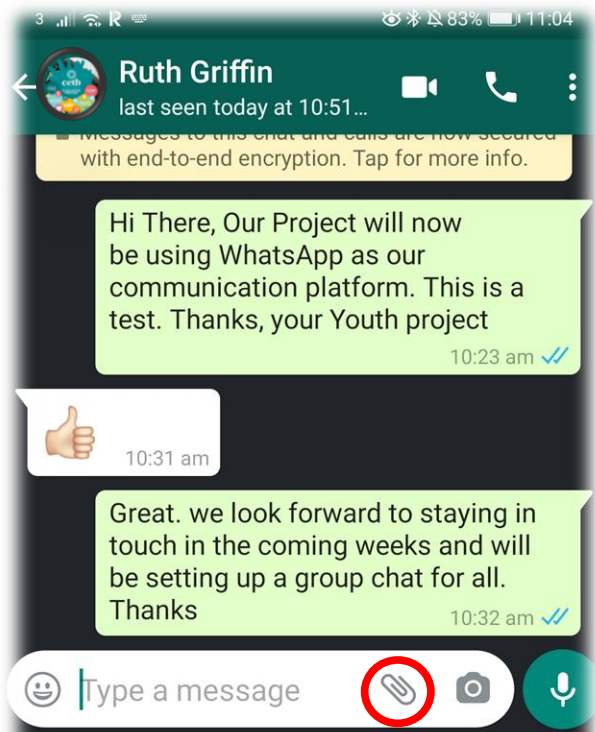 3 R 83% 11:04
Ruth Griffin
last seen today at 10:51...
Messages to this chat and calls are now secured
with end-to-end encryption. Tap for more info.
Hi There, Our Project will now
be using WhatsApp as our
communication platform. This is a
test. Thanks, your Youth project
10:23 am
10:31 am
Great. we look forward to staying in
touch in the coming weeks and will
be setting up a group chat for all.
Thanks
10:32 am
Type a message